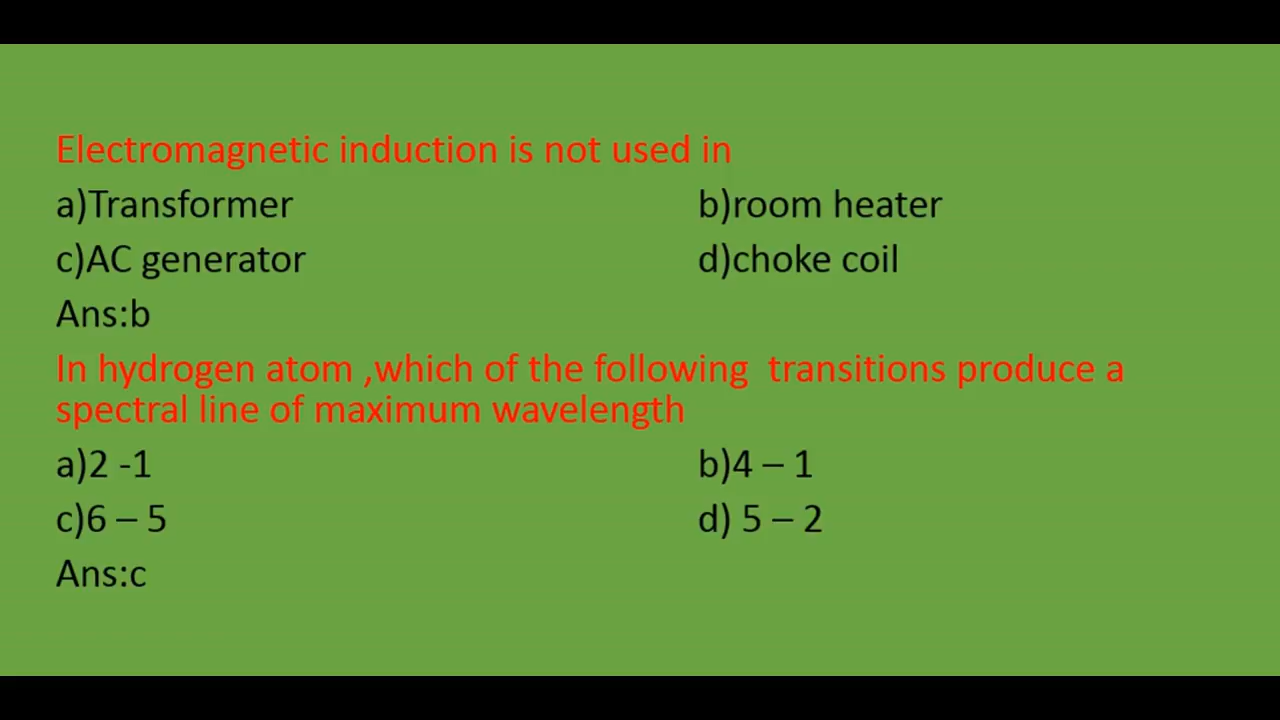 Electromagnetic induction is not used in
a)Transformer b)room heater
c)AC generator d)choke coil
Ans:b
In hydrogen atom ,which of the following  transitions produce a
spectral line of maximum wavelength
a)2 -1 b)4 – 1
c)6 – 5 d) 5 – 2
Ans:c